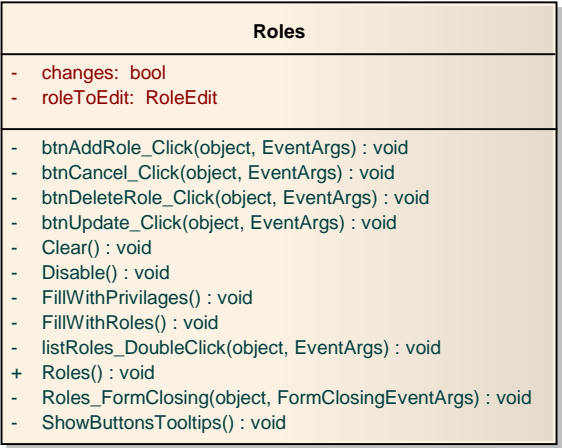 Roles
- changes: bool
- roleToEdit: RoleEdit
- btnAddRole_Click(object, EventArgs) : void
- btnCancel_Click(object, EventArgs) : void
- btnDeleteRole_Click(object, EventArgs) : void
- btnUpdate_Click(object, EventArgs) : void
- Clear() : void
- Disable() : void
- FillWithPrivilages() : void
- FillWithRoles() : void
- listRoles_DoubleClick(object, EventArgs) : void
+ Roles() : void
- Roles_FormClosing(object, FormClosingEventArgs) : void
- ShowButtonsTooltips() : void